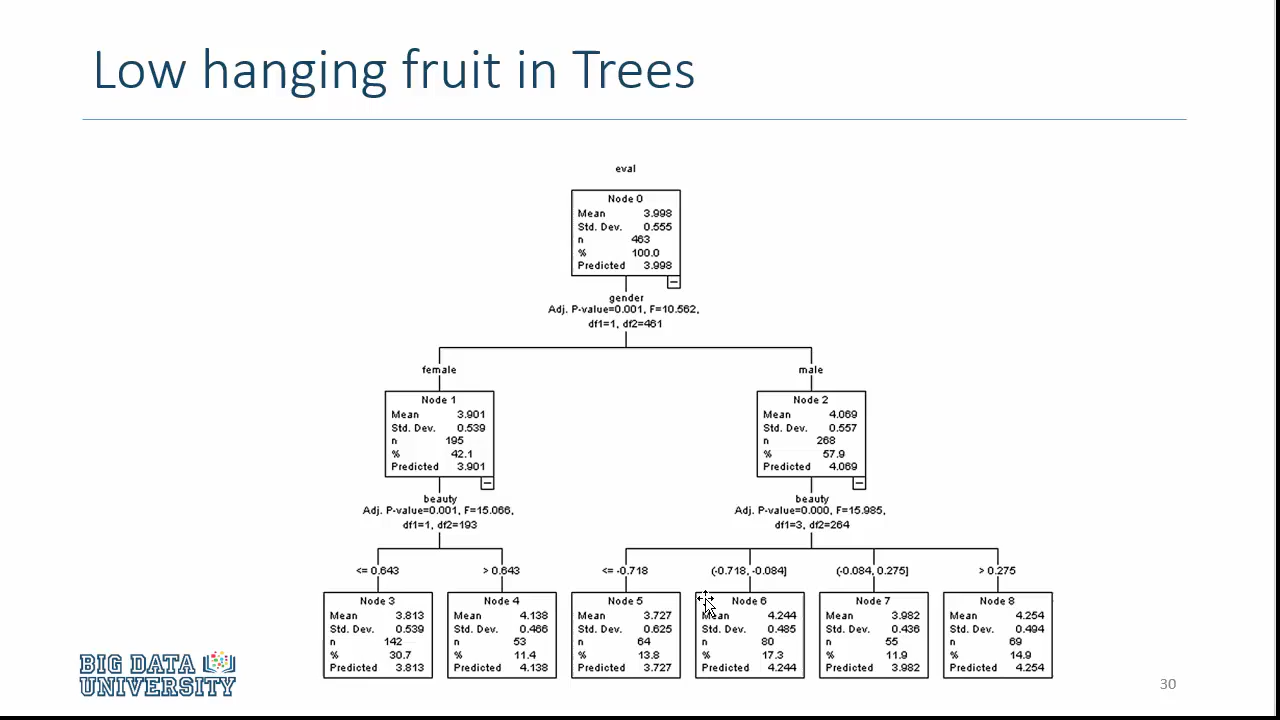 Low hanging fruit in Trees
eval
Node 0
Mean 3.998
Std. Dev. 0.555
n 463
% 100.0
Predicted 3.998
gender
Adj. P-value=0.001, F=10.562,
df1=1, df2=461
female
male
Node 1
Mean 3.901
Std. Dev. 0.539
n 195
% 42.1
Predicted 3.901
Node 2
Mean 4.069
Std. Dev. 0.557
n 268
% 57.9
Predicted 4.069
beauty
Adj. P-value=0.001, F=15.066,
df1=1, df2=193
beauty
Adj. P-value=0.000, F=15.985,
df1=3, df2=264
<= 0.643
> 0.643
<= -0.718
(-0.718, -0.084]
(-0.084, 0.275]
> 0.275
Node 3
Mean 3.813
Std. Dev. 0.539
n 142
% 30.7
Predicted 3.813
Node 4
Mean 4.138
Std. Dev. 0.466
n 53
% 11.4
Predicted 4.138
Node 5
Mean 3.727
Std. Dev. 0.625
n 64
% 13.8
Predicted 3.727
Node 6
Mean 4.244
Std. Dev. 0.485
n 80
% 17.3
Predicted 4.244
Node 7
Mean 3.982
Std. Dev. 0.436
n 55
% 11.9
Predicted 3.982
Node 8
Mean 4.254
Std. Dev. 0.494
n 69
% 14.9
Predicted 4.254
BIG DATA
UNIVERSITY
30